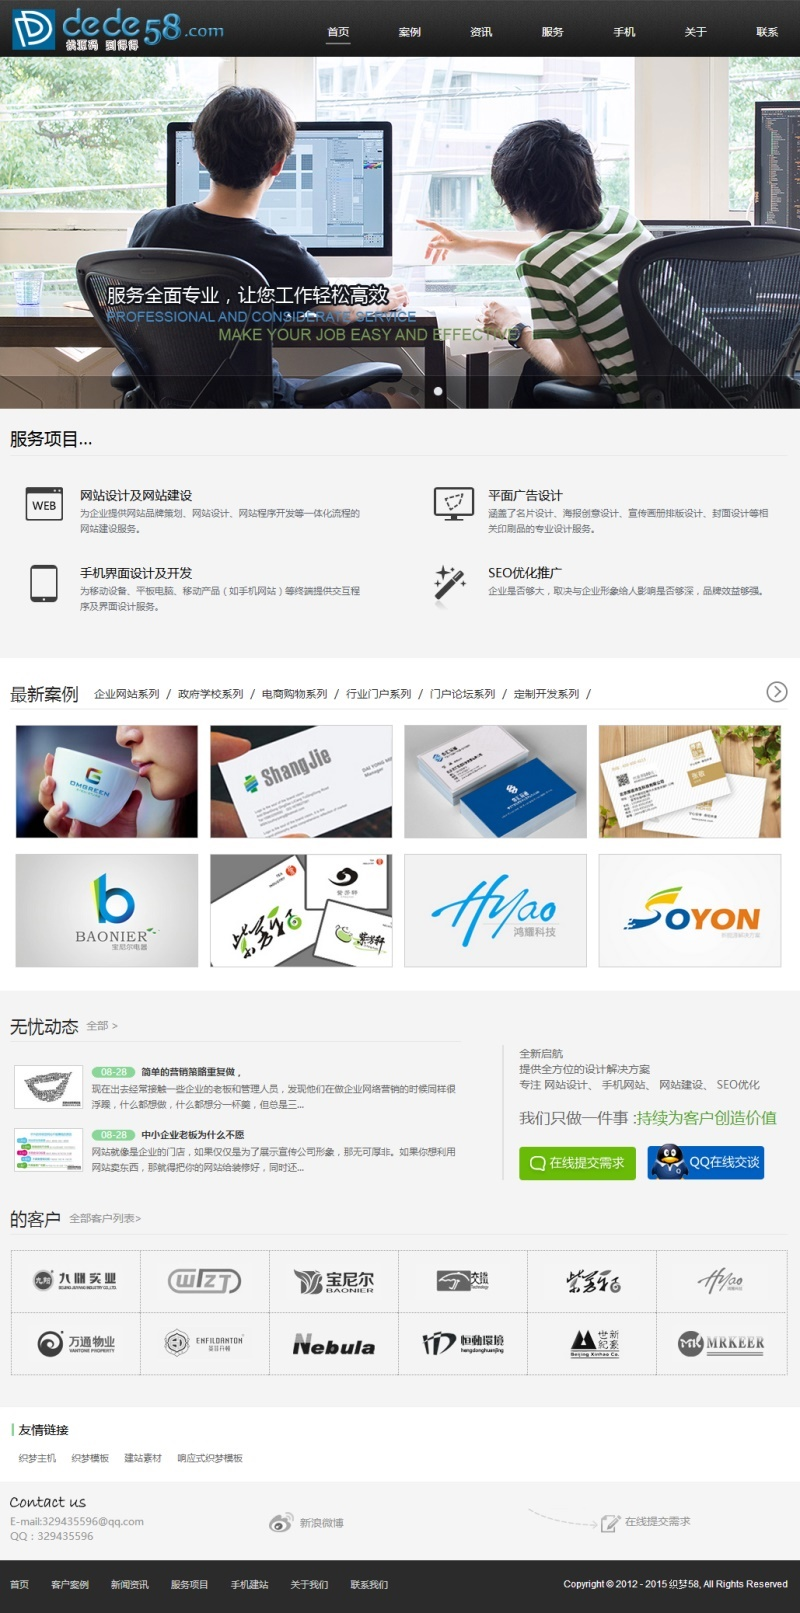 dede58.com
找源码 到得得
首页 案例 资讯 服务 手机 关于 联系
服务全面专业，让您工作轻松高效
PROFESSIONAL AND CONSIDERATE SERVICE
MAKE YOUR JOB EASY AND EFFECTIVE
服务项目...
WEB
网站设计及网站建设
为企业提供网站品牌策划、网站设计、网站程序开发等一体化流程的
网站建设服务。
平面广告设计
涵盖了名片设计、海报创意设计、宣传画册排版设计、封面设计等相
关印刷品的专业设计服务。
手机界面设计及开发
为移动设备、平板电脑、移动产品（如手机网站）等终端提供交互程
序及界面设计服务。
SEO优化推广
企业是否够大，取决与企业形象给人影响是否够深，品牌效益够强。
最新案例 企业网站系列 / 政府学校系列 / 电商购物系列 / 行业门户系列 / 门户论坛系列 / 定制开发系列 /
OMGREEN
ShangJie
Manager
BAONIER
宝尼尔电器
紫芳轩
HYao
鸿耀科技
SOYON
无忧动态 全部 >
08-28 简单的营销策略重复做，
现在出去经常接触一些企业的老板和管理人员，发现他们在做企业网络营销的时候同样很
浮躁，什么都想做，什么都想分一杯羹，但总是三...
08-28 中小企业老板为什么不愿
网站就像是企业的门店，如果仅仅是为了展示宣传公司形象，那无可厚非。如果你想利用
网站卖东西，那就得把你的网站给装修好，同时还...
全新启航
提供全方位的设计解决方案
专注 网站设计、 手机网站、 网站建设、 SEO优化
我们只做一件事 :持续为客户创造价值
在线提交需求
QQ在线交谈
的客户 全部客户列表>
九翔实业
WFZT
宝尼尔
BAONIER
Technology
HYao
万通物业
VANTONE PROPERTY
ENFILDANTON
Nebula
恒動環境
hengdonghuanjing
世新
纪豪
Beijing Xinhao Co.
MK MRKEER
友情链接
织梦主机 织梦模板 建站素材 响应式织梦模板
Contact us
E-mail:329435596@qq.com
QQ：329435596
新浪微博
在线提交需求
首页 客户案例 新闻资讯 服务项目 手机建站 关于我们 联系我们
Copyright © 2012 - 2015 织梦58, All Rights Reserved